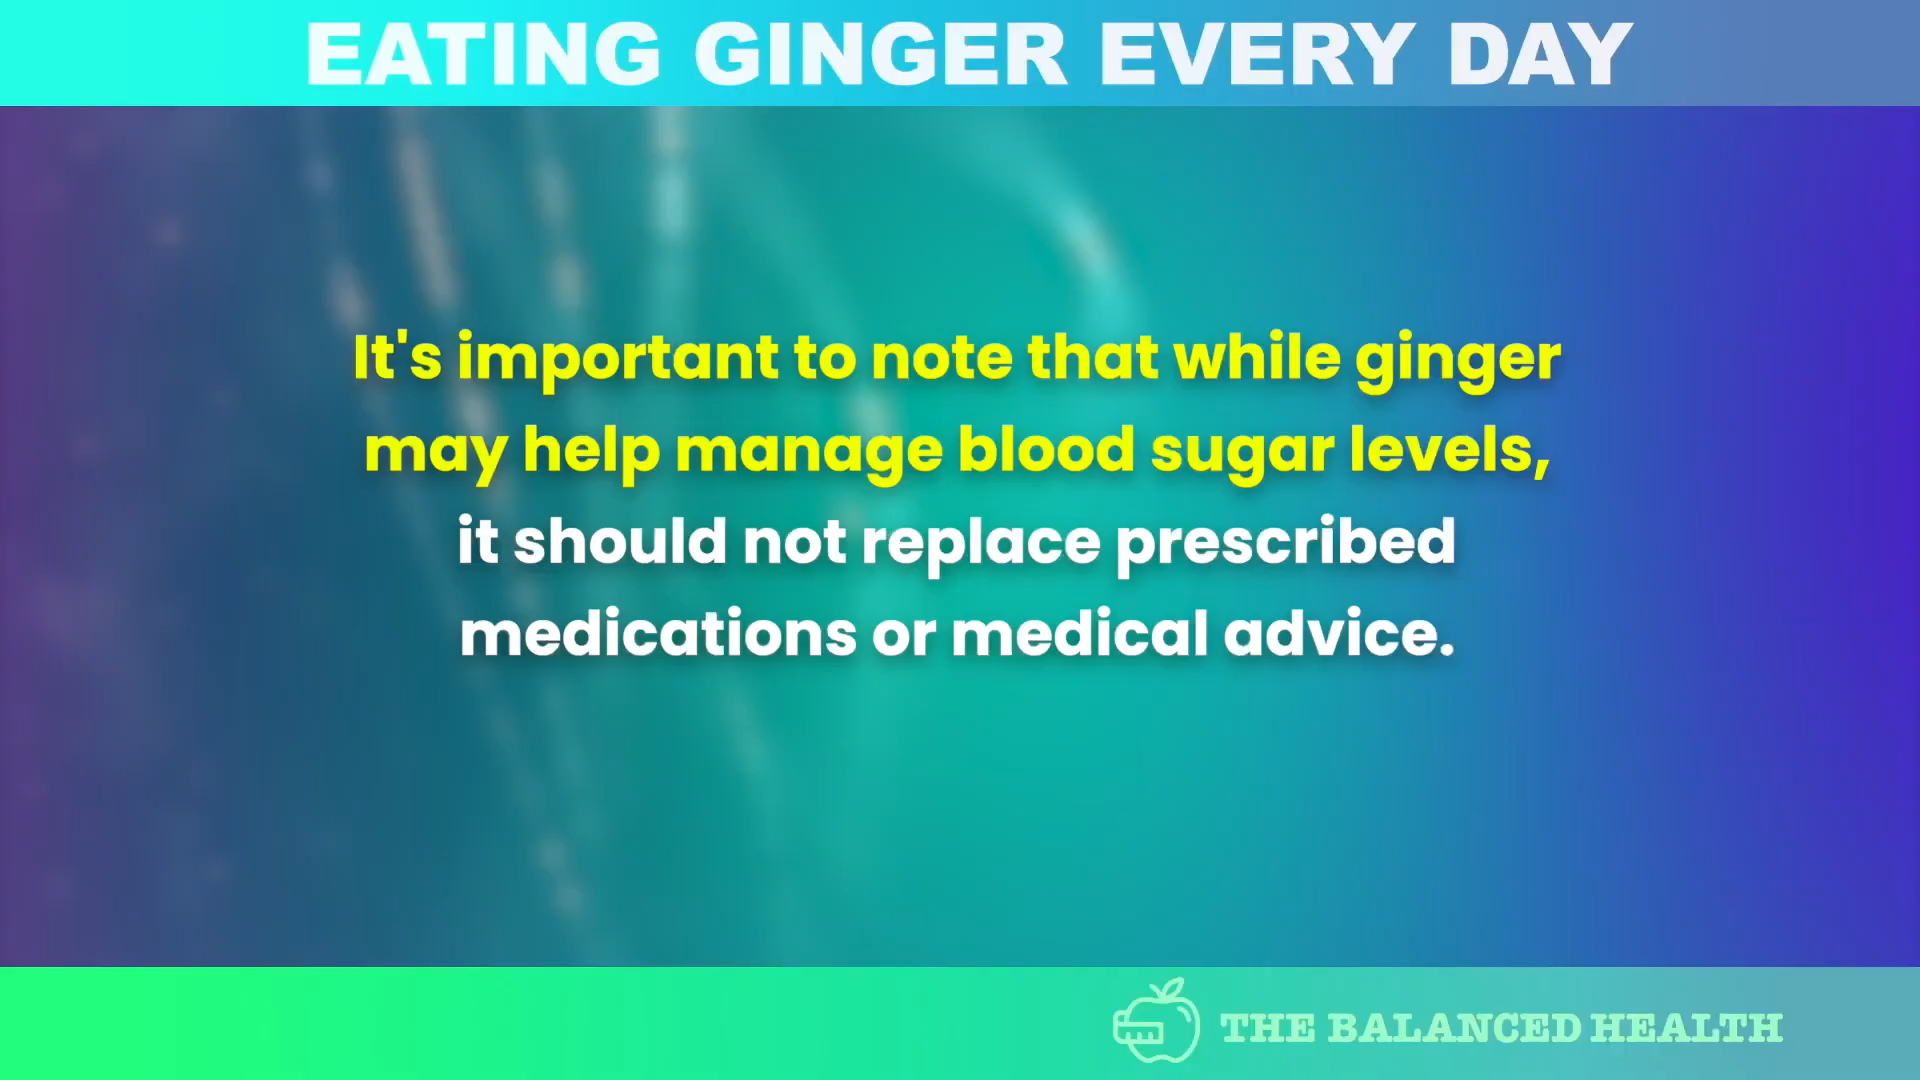 EATING GINGER EVERY DAY
It's important to note that while ginger
may help manage blood sugar levels,
it should not replace prescribed
medications or medical advice.
THE BALANCED HEALTH